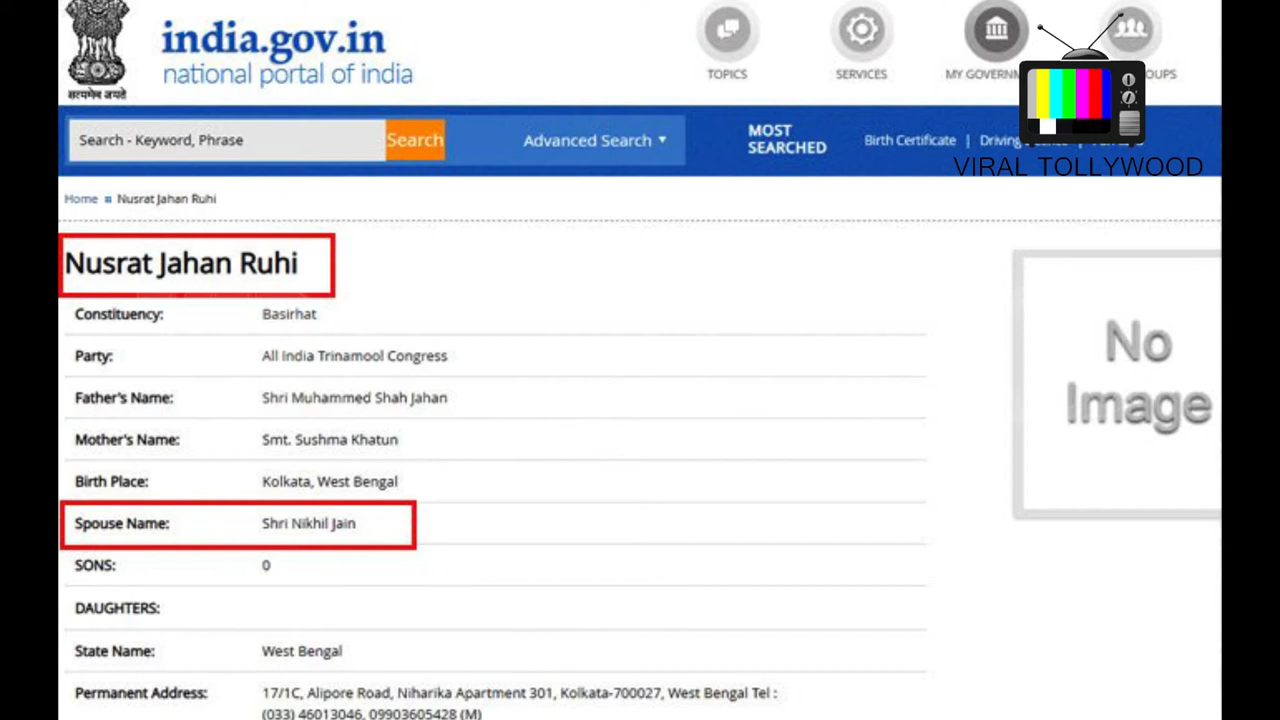 india.gov.in
national portal of india
सत्यमेव जयते
TOPICS
SERVICES
MY GOVERNM
OUPS
Search - Keyword, Phrase
Search
Advanced Search
MOST
SEARCHED
Birth Certificate | Driving
VIRAL TOLLYWOOD
Home Nusrat Jahan Ruhi
Nusrat Jahan Ruhi
Constituency: Basirhat
Party: All India Trinamool Congress
Father's Name: Shri Muhammed Shah Jahan
Mother's Name: Smt. Sushma Khatun
Birth Place: Kolkata, West Bengal
Spouse Name: Shri Nikhil Jain
SONS: 0
DAUGHTERS:
State Name: West Bengal
Permanent Address: 17/1C, Alipore Road, Niharika Apartment 301, Kolkata-700027, West Bengal Tel :
(033) 46013046, 09903605428 (M)
No
Image